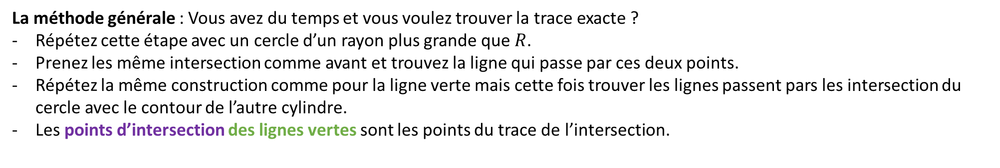 La méthode générale : Vous avez du temps et vous voulez trouver la trace exacte ?
- Répétez cette étape avec un cercle d’un rayon plus grande que R.
- Prenez les même intersection comme avant et trouvez la ligne qui passe par ces deux points.
- Répétez la même construction comme pour la ligne verte mais cette fois trouver les lignes passent pars les intersection du
cercle avec le contour de l’autre cylindre.
- Les points d’intersection des lignes vertes sont les points du trace de l’intersection.